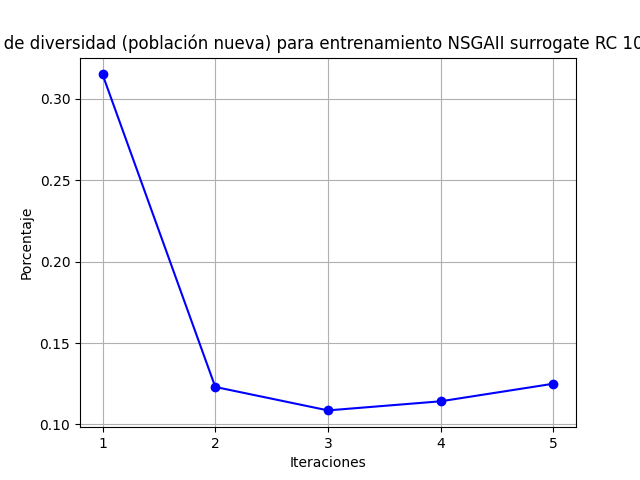 de diversidad (población nueva) para entrenamiento NSGAII surrogate RC 10
0.30
0.25
0.20
0.15
0.10
Porcentaje
1 2 3 4 5
Iteraciones